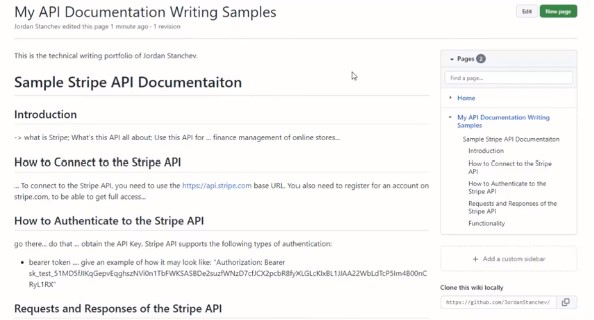 My API Documentation Writing Samples
Edit
New page
Jordan Stanchev edited this page 1 minute ago · 1 revision
This is the technical writing portfolio of Jordan Stanchev.
Sample Stripe API Documentaiton
Introduction
-> what is Stripe; What's this API all about; Use this API for ... finance management of online stores...
How to Connect to the Stripe API
... To connect to the Stripe API, you need to use the https://api.stripe.com base URL. You also need to register for an account on
stripe.com, to be able to get full access...
How to Authenticate to the Stripe API
go there... do that ... obtain the API Key. Stripe API supports the following types of authentication:
• bearer token .... give an example of how it may look like: "Authorization: Bearer
Requests and Responses of the Stripe API
Pages 2
Find a page...
Home
My API Documentation Writing
Samples
Sample Stripe API Documentaiton
Introduction
How to Connect to the Stripe
API
How to Authenticate to the
Stripe API
Requests and Responses of the
Stripe API
Functionality
+ Add a custom sidebar
Clone this wiki locally
https://github.com/JordanStanchev/